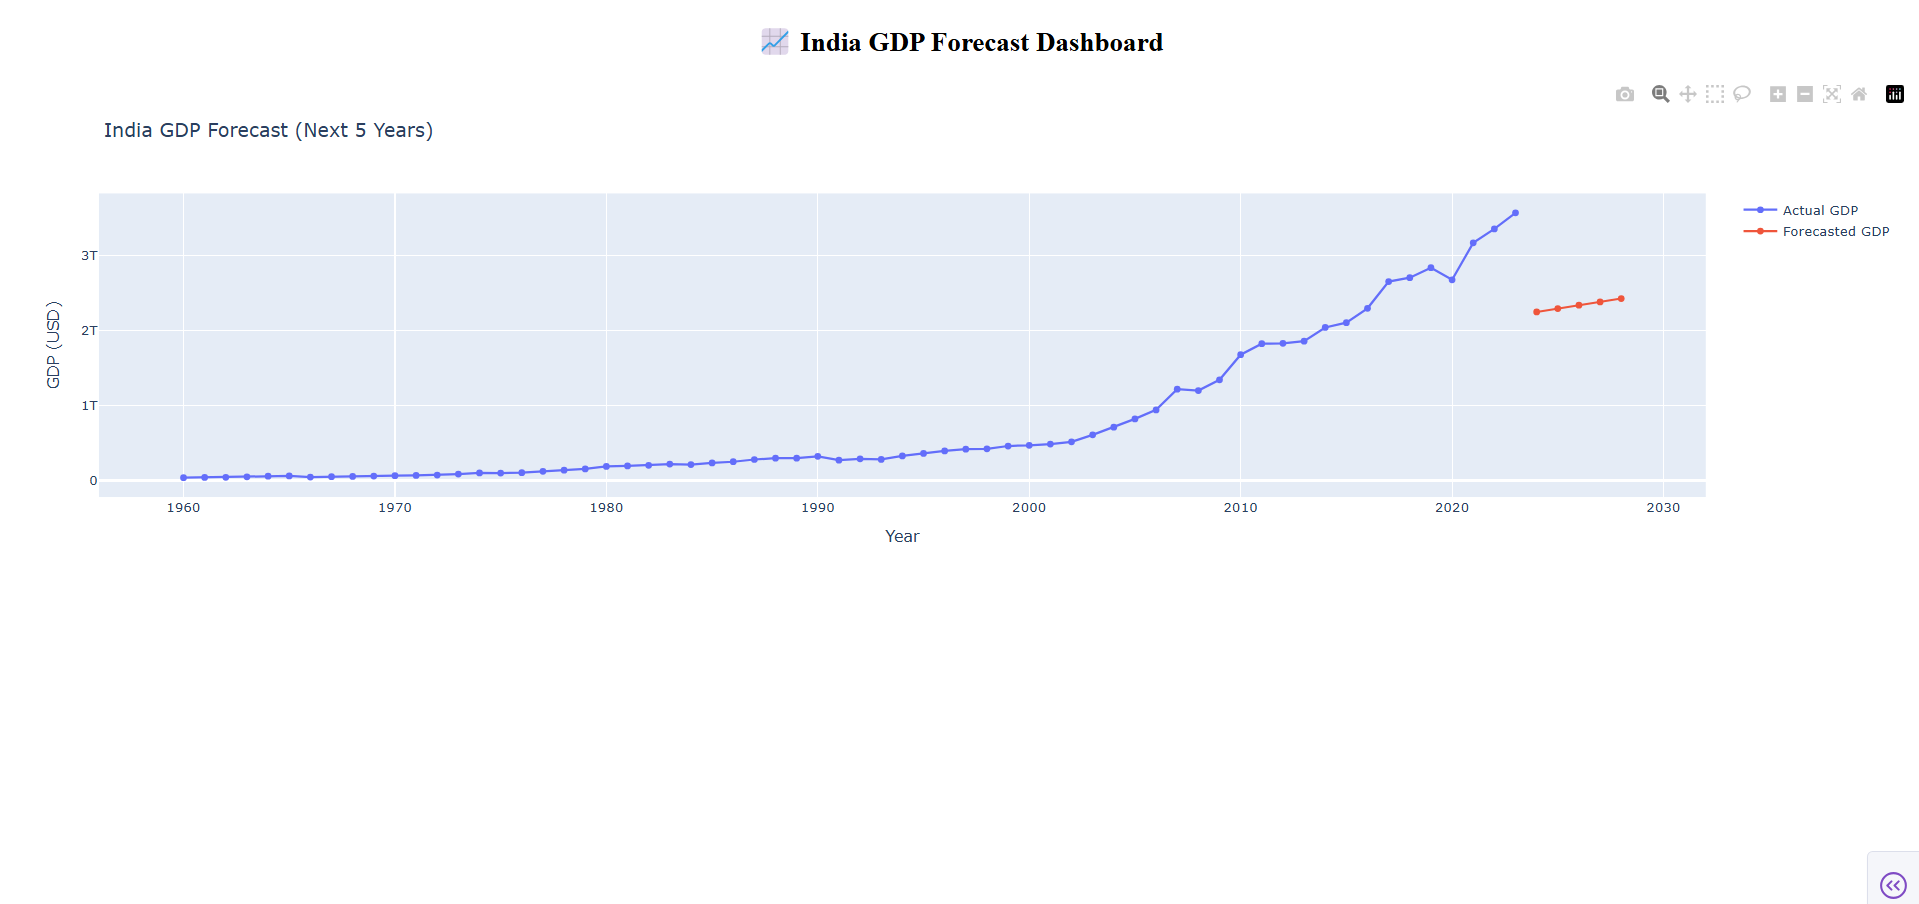 📈 India GDP Forecast Dashboard
India GDP Forecast (Next 5 Years)
Actual GDP
Forecasted GDP
GDP (USD)
3T
2T
1T
0
1960 1970 1980 1990 2000 2010 2020 2030
Year